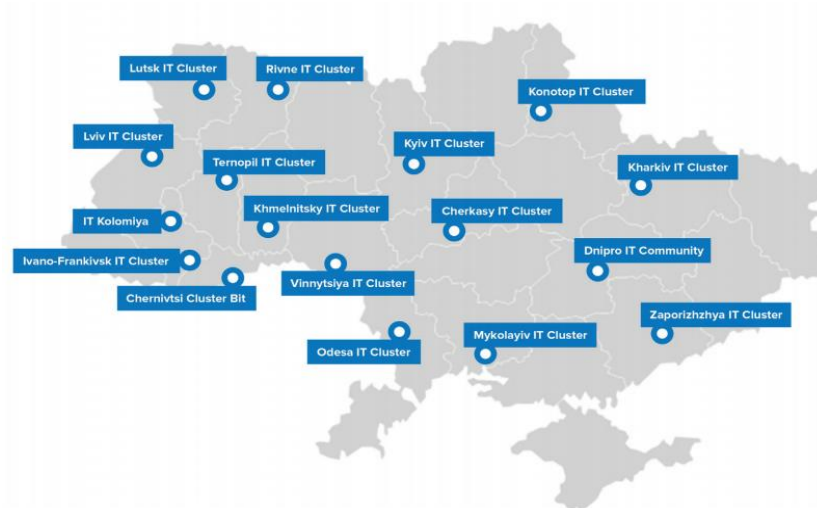 Lutsk IT Cluster
Rivne IT Cluster
Konotop IT Cluster
Lviv IT Cluster
Kyiv IT Cluster
Ternopil IT Cluster
Kharkiv IT Cluster
IT Kolomiya
Khmelnitsky IT Cluster
Cherkasy IT Cluster
Ivano-Frankivsk IT Cluster
Dnipro IT Community
Vinnytsiya IT Cluster
Chernivtsi Cluster Bit
Zaporizhzhya IT Cluster
Mykolayiv IT Cluster
Odesa IT Cluster